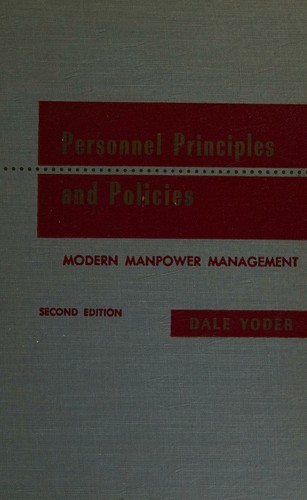 Personnel Principles
and Policies
MODERN MANPOWER MANAGEMENT
SECOND EDITION
DALE YODER